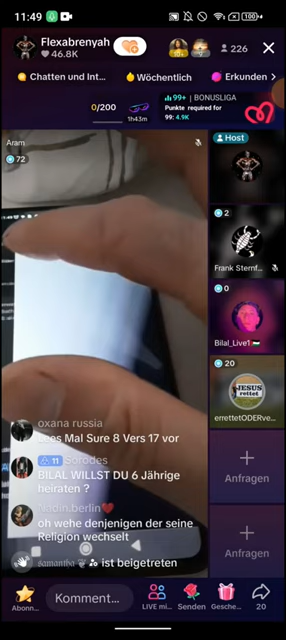 11:49
100+
Flexabrenyah
46.8K
226
Chatten und Int...
Wöchentlich
Erkunden
0/200
1h43m
99+ | BONUSLIGA
Punkte required for
99: 4.9K
Aram
72
Host
2
Frank Sternf...
0
Bilal_Live1
20
JESUS
rettet
errettetODERve...
Anfragen
Anfragen
oxana russia
Lees Mal Sure 8 Vers 17 vor
11 Sorodes
BILAL WILLST DU 6 Jährige
heiraten ?
Nadin.berlin
oh wehe denjenigen der seine
Religion wechselt
Samantha ist beigetreten
Abonn...
Komment...
LIVE mi...
Senden
Gesche...
20